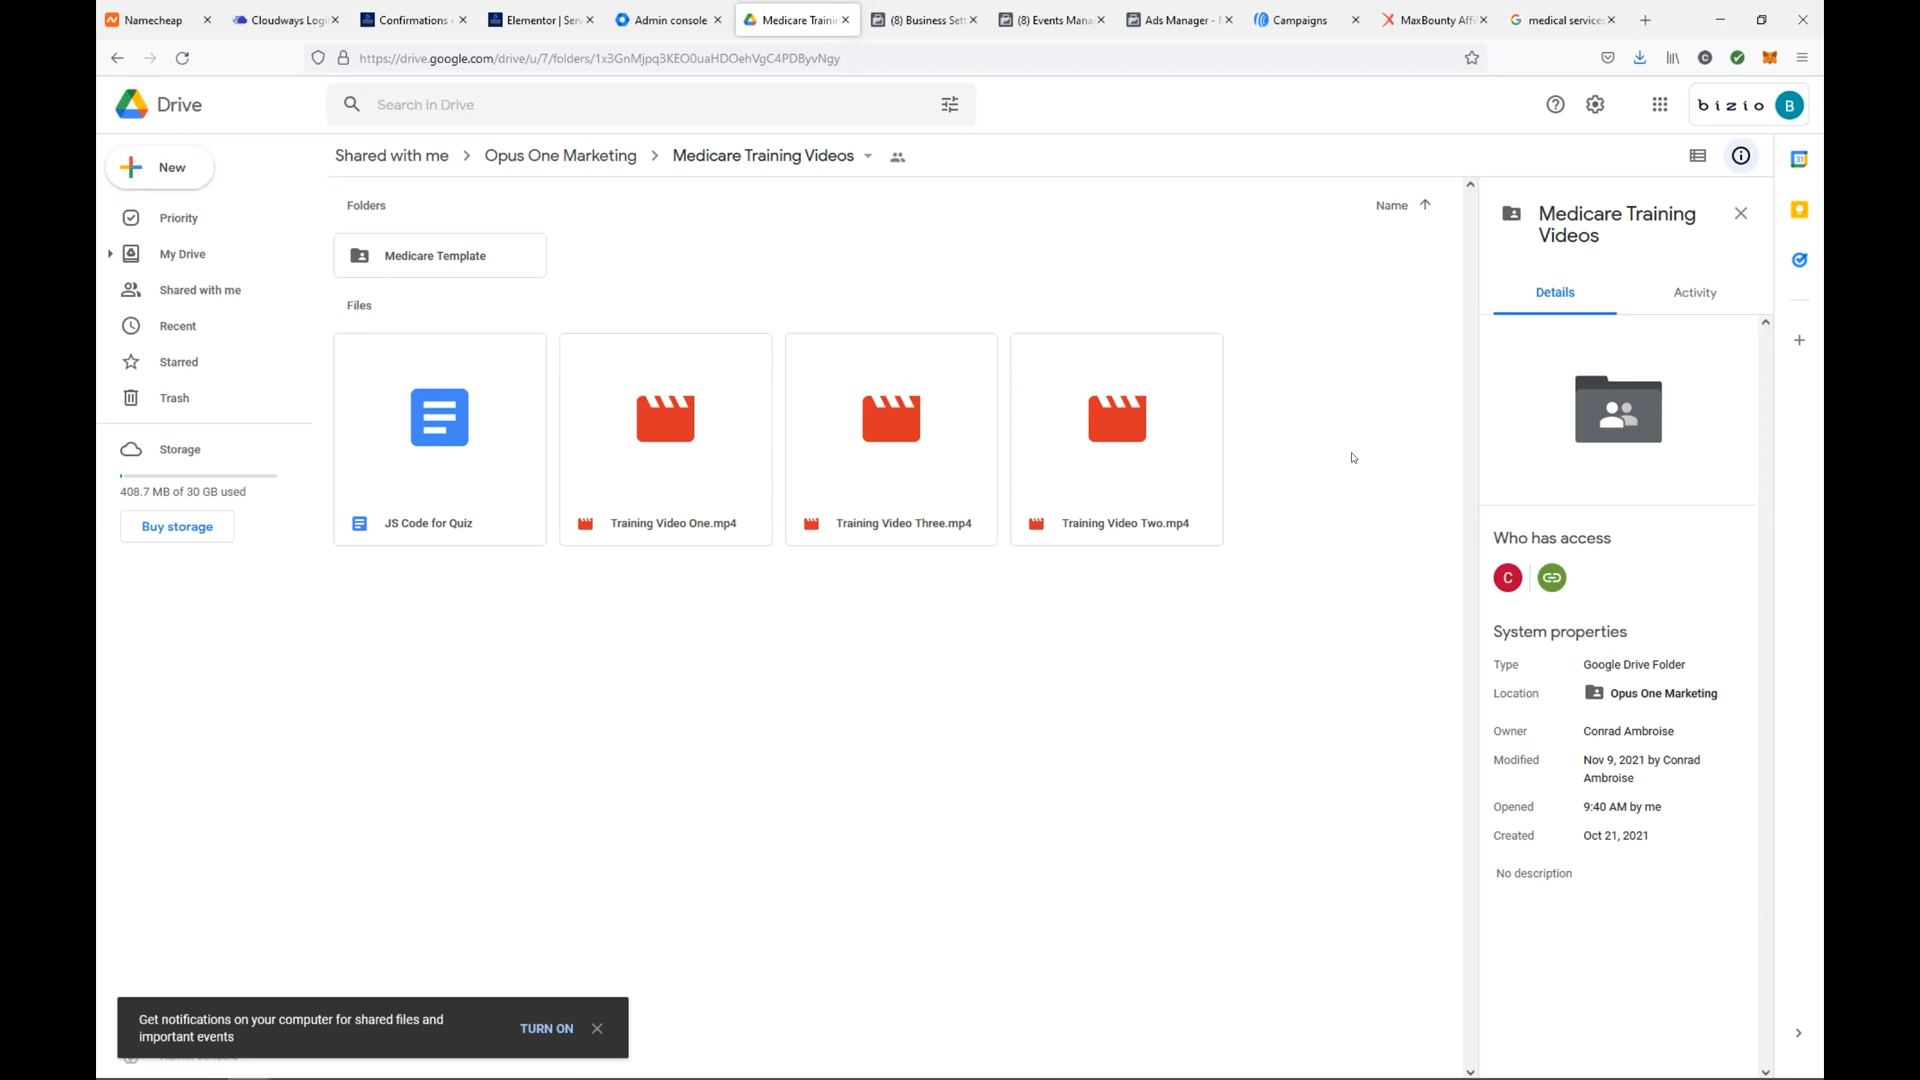 Namecheap
Cloudways Logi
Confirmations
Elementor | Serv
Admin console
Medicare Trainin
(8) Business Set
(8) Events Mana
Ads Manager -
Campaigns
MaxBounty Affi
medical services
https://drive.google.com/drive/u/7/folders/1x3GnMjpq3KEO0uaHDOehVgC4PDByvNgy
Drive
Search in Drive
bizio
B
New
Shared with me
Opus One Marketing
Medicare Training Videos
31
Priority
My Drive
Shared with me
Recent
Starred
Trash
Storage
408.7 MB of 30 GB used
Buy storage
Folders
Name
Medicare Template
Files
JS Code for Quiz
Training Video One.mp4
Training Video Three.mp4
Training Video Two.mp4
Medicare Training
Videos
Details
Activity
Who has access
C
System properties
Type
Google Drive Folder
Location
Opus One Marketing
Owner
Conrad Ambroise
Modified
Nov 9, 2021 by Conrad
Ambroise
Opened
9:40 AM by me
Created
Oct 21, 2021
No description
Get notifications on your computer for shared files and
important events
TURN ON